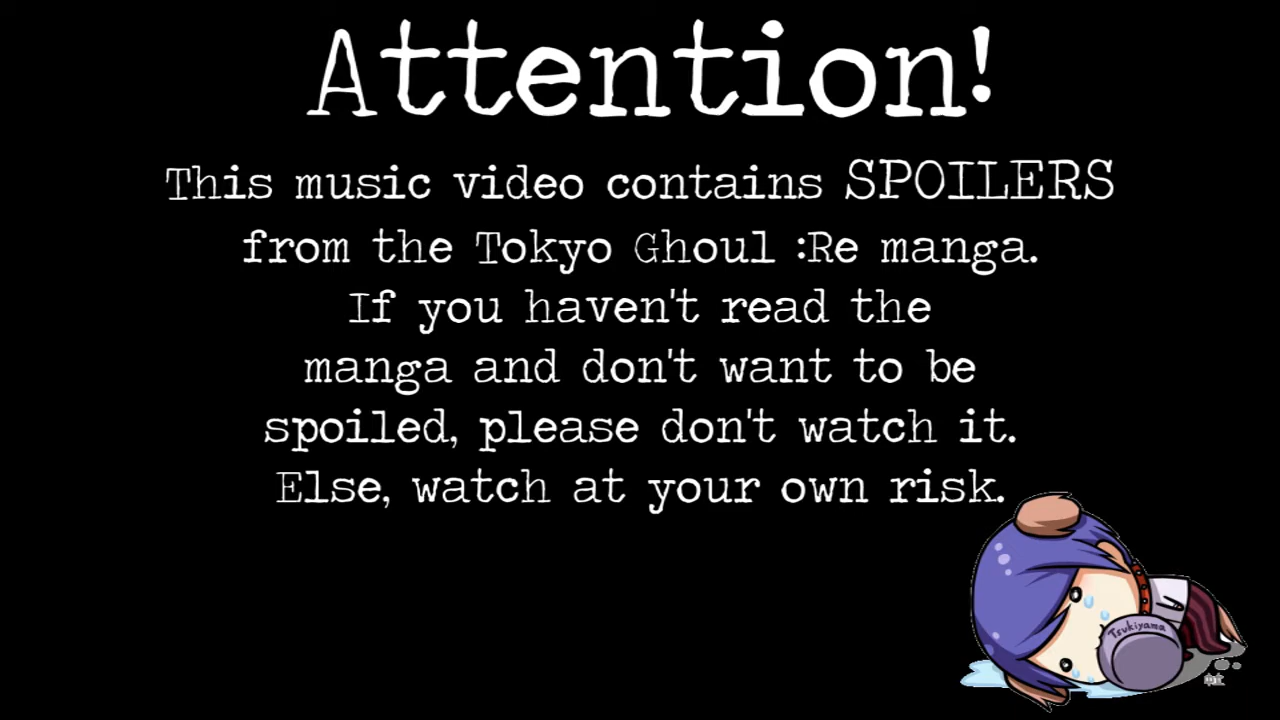 Attention!
This music video contains SPOILERS
from the Tokyo Ghoul :Re manga.
If you haven't read the
manga and don't want to be
spoiled, please don't watch it.
Else, watch at your own risk.
Tsukiyama